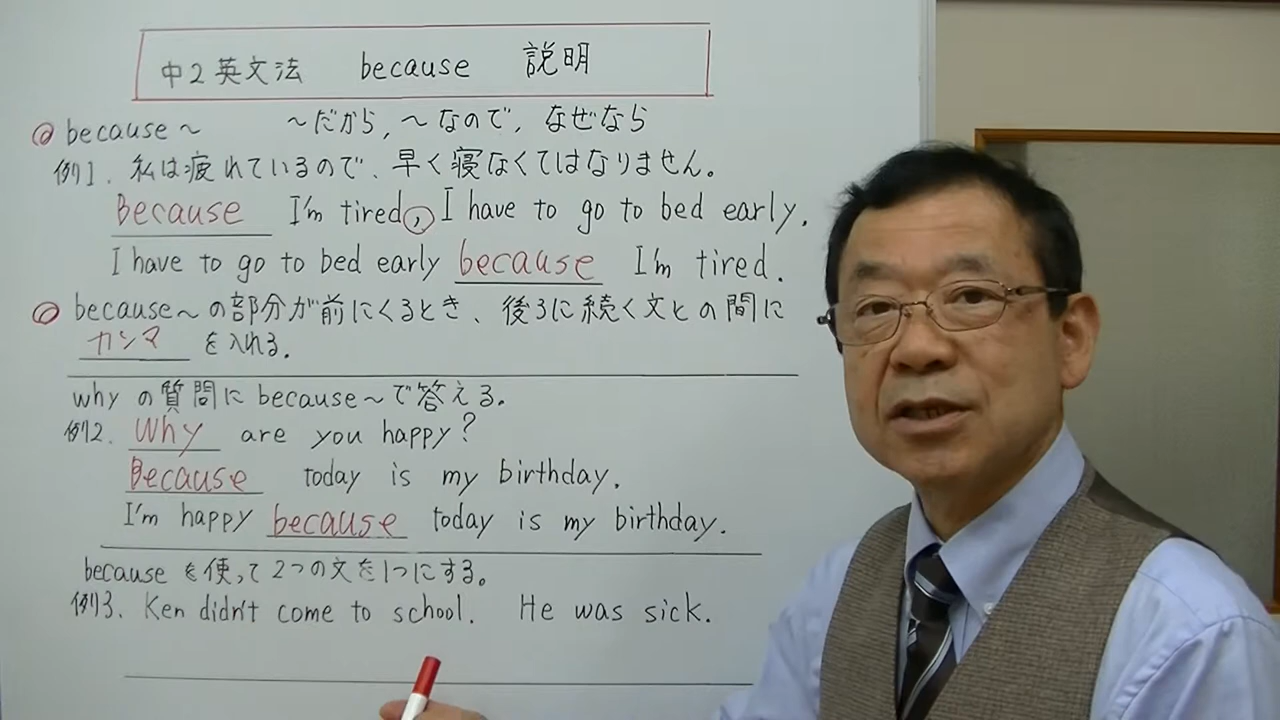 中2英文法 because 説明
◎ because～ ～だから, ～なので, なぜなら
例1. 私は疲れているので、早く寝なくてはなりません。
Because I'm tired, I have to go to bed early.
I have to go to bed early because I'm tired.
◎ because～の部分が前にくるとき、後ろに続く文との間に
カンマ を入れる。
why の質問に because～で答える。
例2. Why are you happy?
Because today is my birthday.
I'm happy because today is my birthday.
because を使って2つの文を1つにする。
例3. Ken didn't come to school. He was sick.